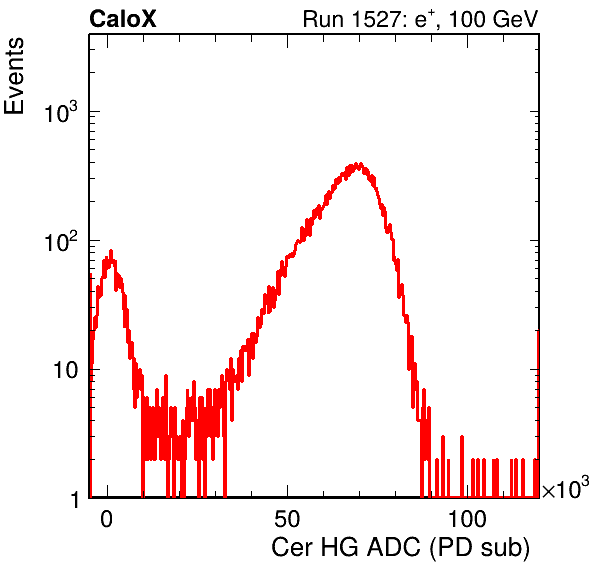 CaloX Run 1527: e⁺, 100 GeV
Events
10³
10²
10
1
0 50 100 ×10³
Cer HG ADC (PD sub)